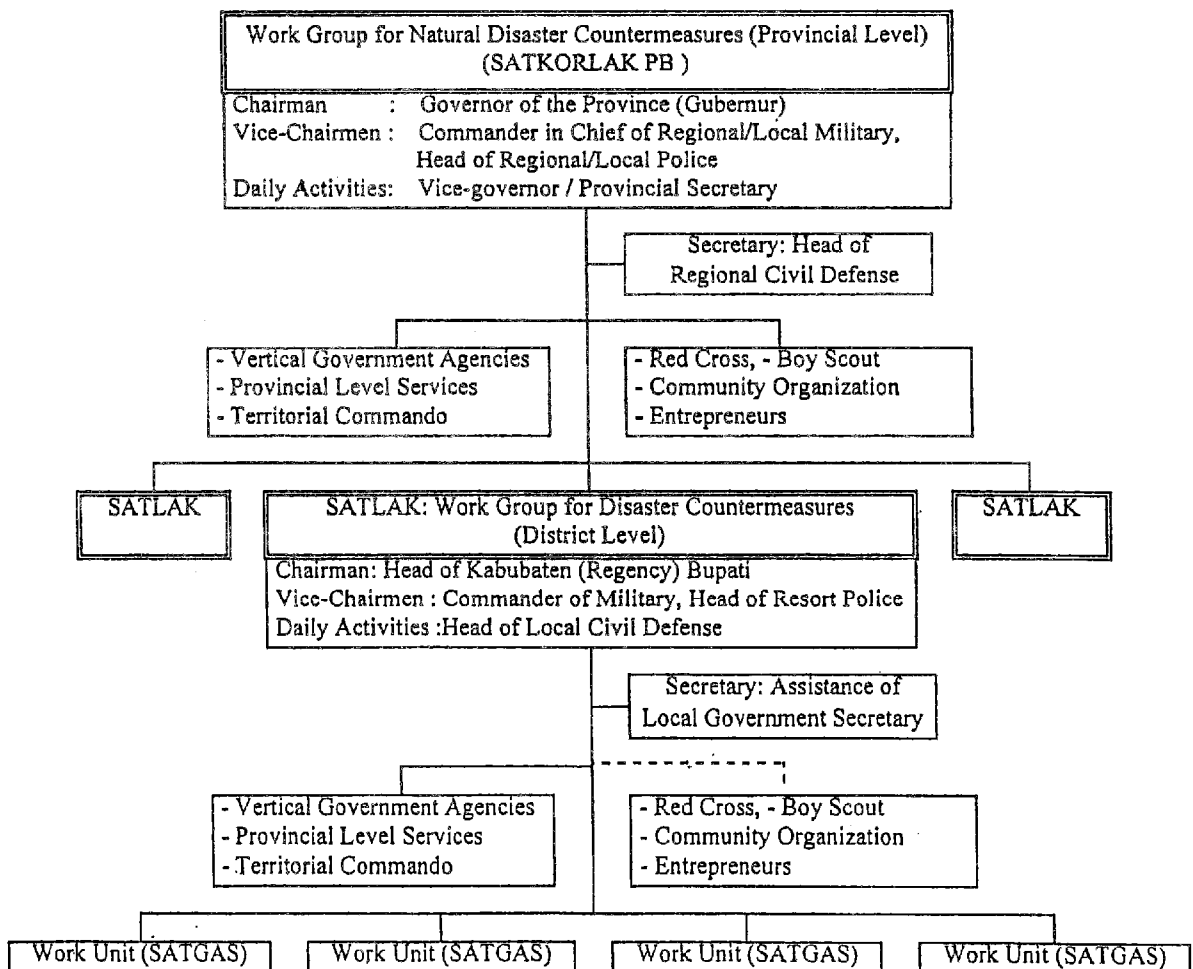 Work Group for Natural Disaster Countermeasures (Provincial Level)
(SATKORLAK PB )
Chairman : Governor of the Province (Gubernur)
Vice-Chairmen : Commander in Chief of Regional/Local Military,
Head of Regional/Local Police
Daily Activities: Vice-governor / Provincial Secretary
Secretary: Head of
Regional Civil Defense
- Vertical Government Agencies
- Provincial Level Services
- Territorial Commando
- Red Cross, - Boy Scout
- Community Organization
- Entrepreneurs
SATLAK
SATLAK: Work Group for Disaster Countermeasures
(District Level)
Chairman: Head of Kabubaten (Regency) Bupati
Vice-Chairmen : Commander of Military, Head of Resort Police
Daily Activities :Head of Local Civil Defense
SATLAK
Secretary: Assistance of
Local Government Secretary
- Vertical Government Agencies
- Provincial Level Services
- Territorial Commando
- Red Cross, - Boy Scout
- Community Organization
- Entrepreneurs
Work Unit (SATGAS)
Work Unit (SATGAS)
Work Unit (SATGAS)
Work Unit (SATGAS)